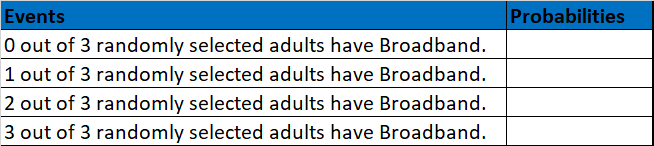 Events Probabilities
0 out of 3 randomly selected adults have Broadband.
1 out of 3 randomly selected adults have Broadband.
2 out of 3 randomly selected adults have Broadband.
3 out of 3 randomly selected adults have Broadband.